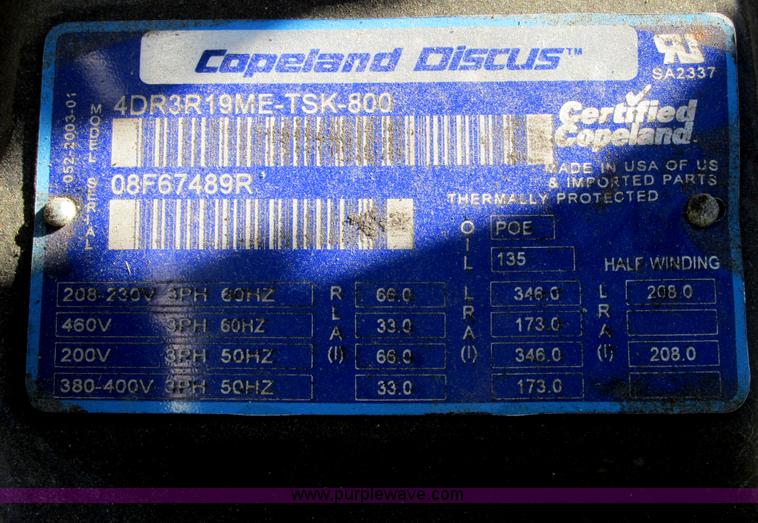 Copeland Discus™
SA2337
052-2003-01
MODEL SERIAL
4DR3R19ME-TSK-800
Certified
Copeland
MADE IN USA OF US
& IMPORTED PARTS
08F67489R
THERMALLY PROTECTED
OIL POE
135
HALF WINDING
208-230V 3PH 60HZ RLA(I) 66.0 LRA(I) 346.0 LRA(I) 208.0
460V 3PH 60HZ 33.0 173.0
200V 3PH 50HZ 66.0 346.0 208.0
380-400V 3PH 50HZ 33.0 173.0
www.purplewave.com